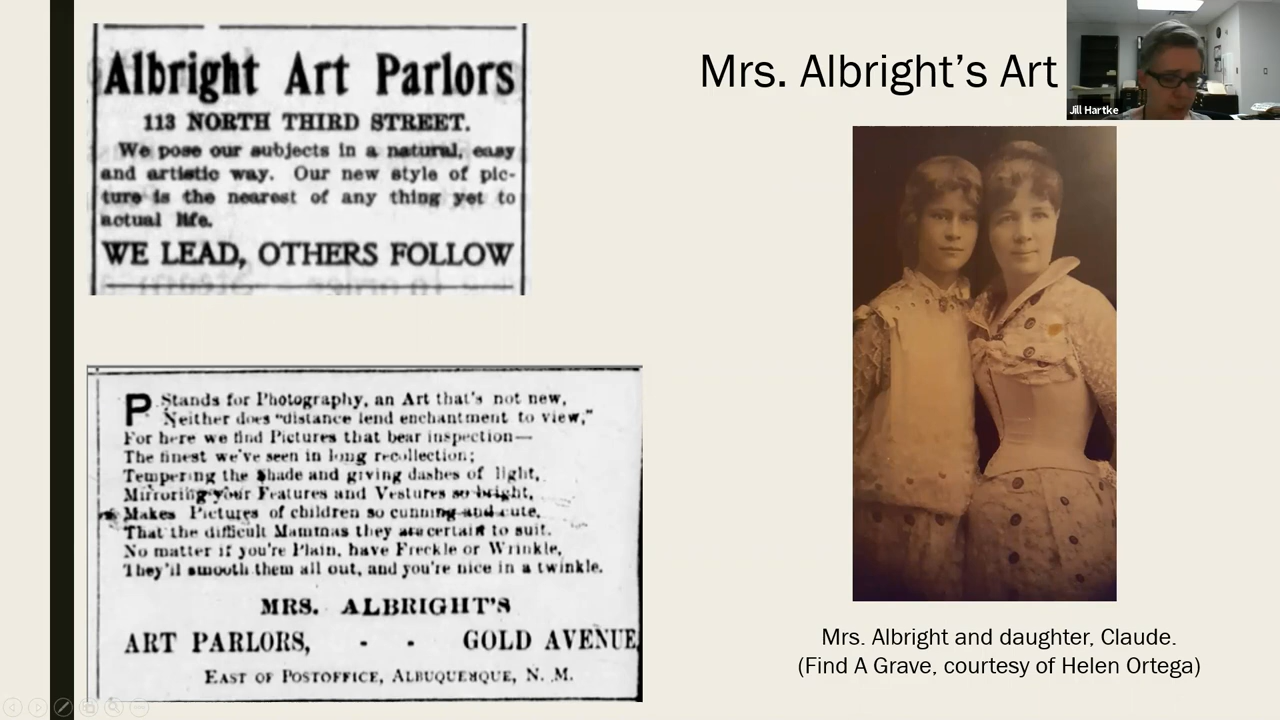 Albright Art Parlors
113 NORTH THIRD STREET.
We pose our subjects in a natural, easy
and artistic way. Our new style of pic-
ture is the nearest of any thing yet to
actual life.
WE LEAD, OTHERS FOLLOW
P Stands for Photography, an Art that's not new,
Neither does "distance lend enchantment to view,"
For here we find Pictures that bear inspection—
The finest we've seen in long recollection;
Tempering the Shade and giving dashes of light,
Mirroring your Features and Vestures so bright,
Makes Pictures of children so cunning and cute,
That the difficult Mammas they are certain to suit.
No matter if you're Plain, have Freckle or Wrinkle,
They'll smooth them all out, and you're nice in a twinkle.
MRS. ALBRIGHT'S
ART PARLORS, - - GOLD AVENUE
EAST OF POSTOFFICE, ALBUQUERQUE, N. M.
Mrs. Albright's Art
Jill Hartke
Mrs. Albright and daughter, Claude.
(Find A Grave, courtesy of Helen Ortega)